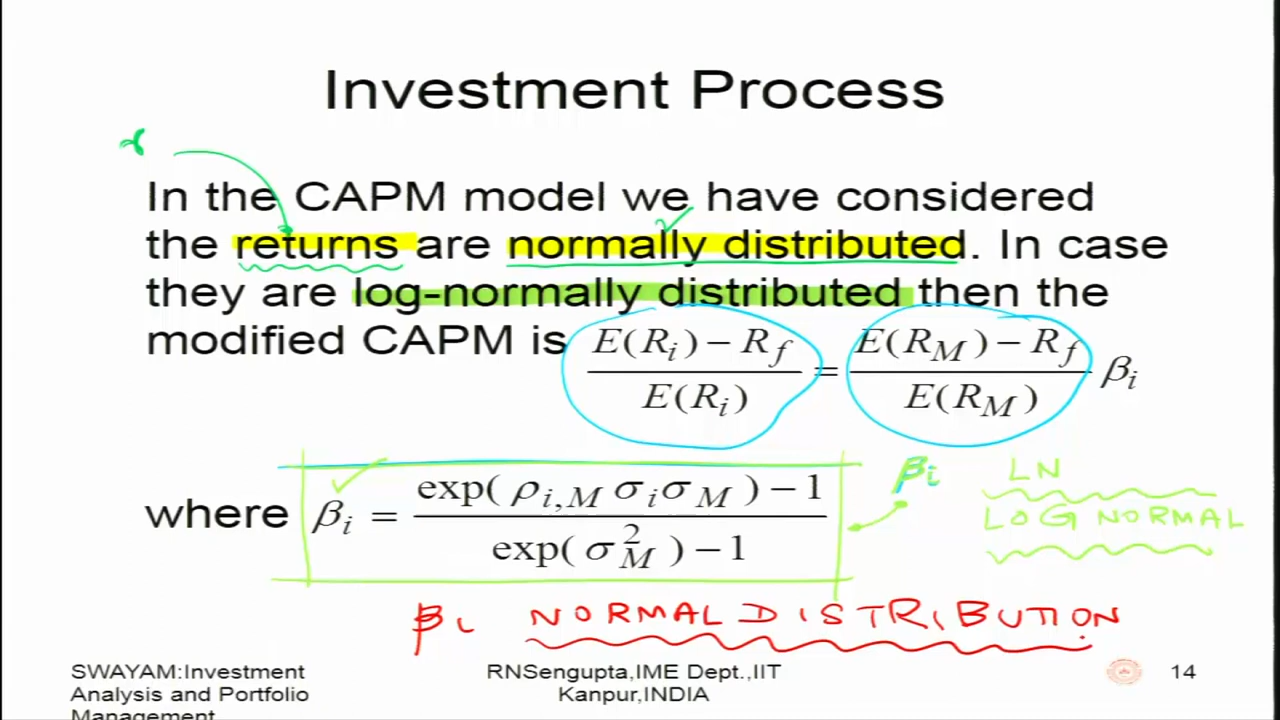 Investment Process
In the CAPM model we have considered
the returns are normally distributed. In case
they are log-normally distributed then the
modified CAPM is E(R_i) − R_f / E(R_i) = E(R_M) − R_f / E(R_M) β_i
β_i LN
LOG NORMAL
where β_i = exp(ρ_{i,M} σ_i σ_M) − 1 / exp(σ_M^2) − 1
β_i NORMAL DISTRIBUTION
SWAYAM:Investment
Analysis and Portfolio
Management
RNSengupta,IME Dept.,IIT
Kanpur,INDIA
14